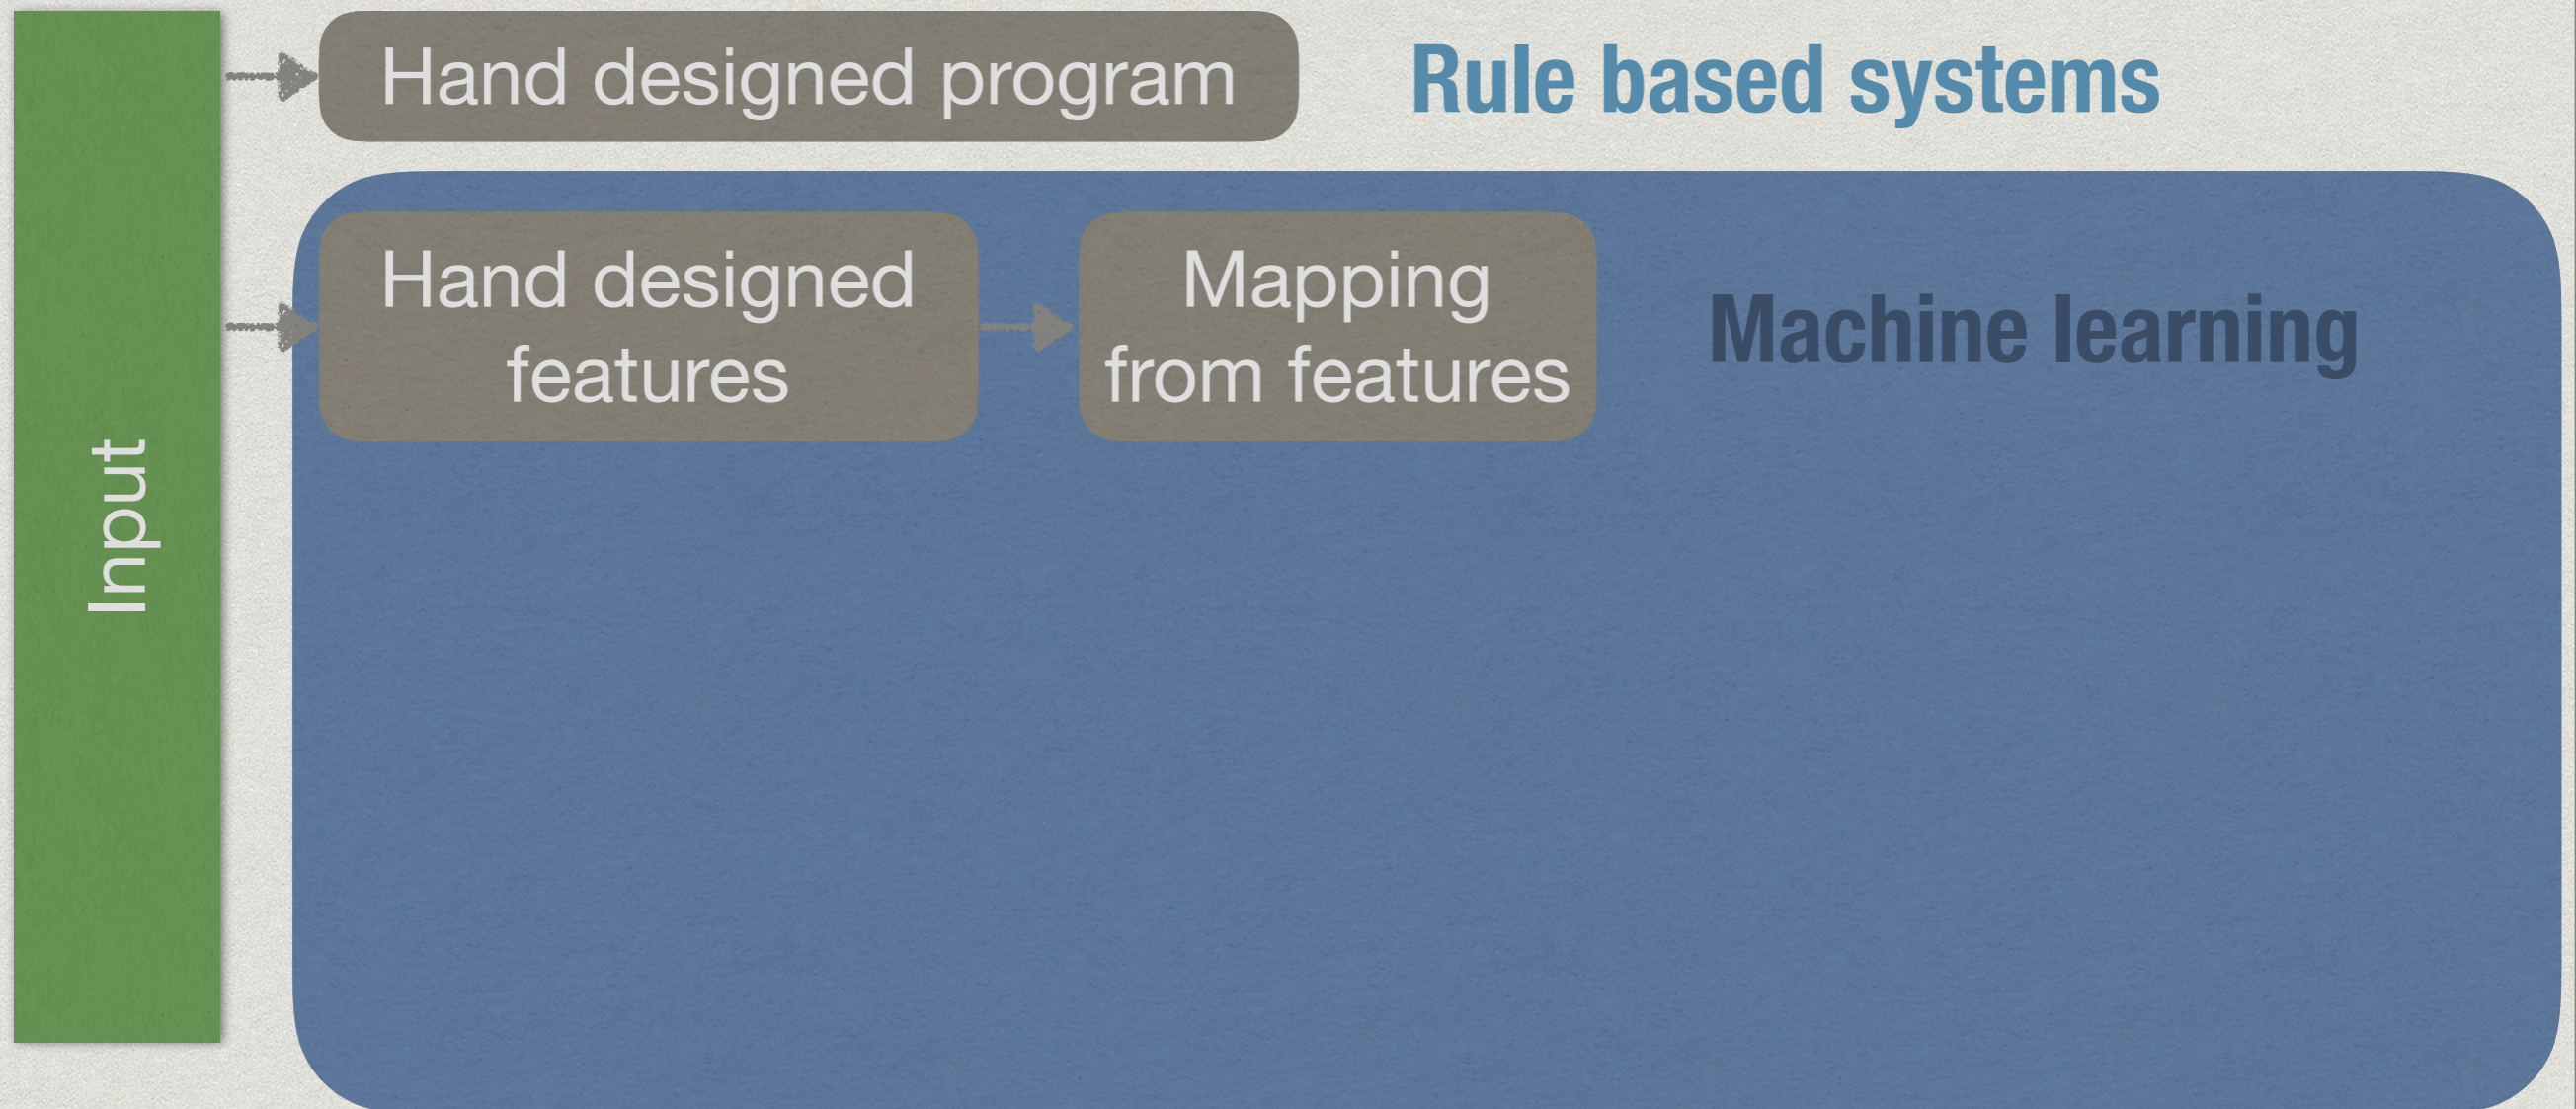 Input
Hand designed program
Rule based systems
Hand designed
features
Mapping
from features
Machine learning